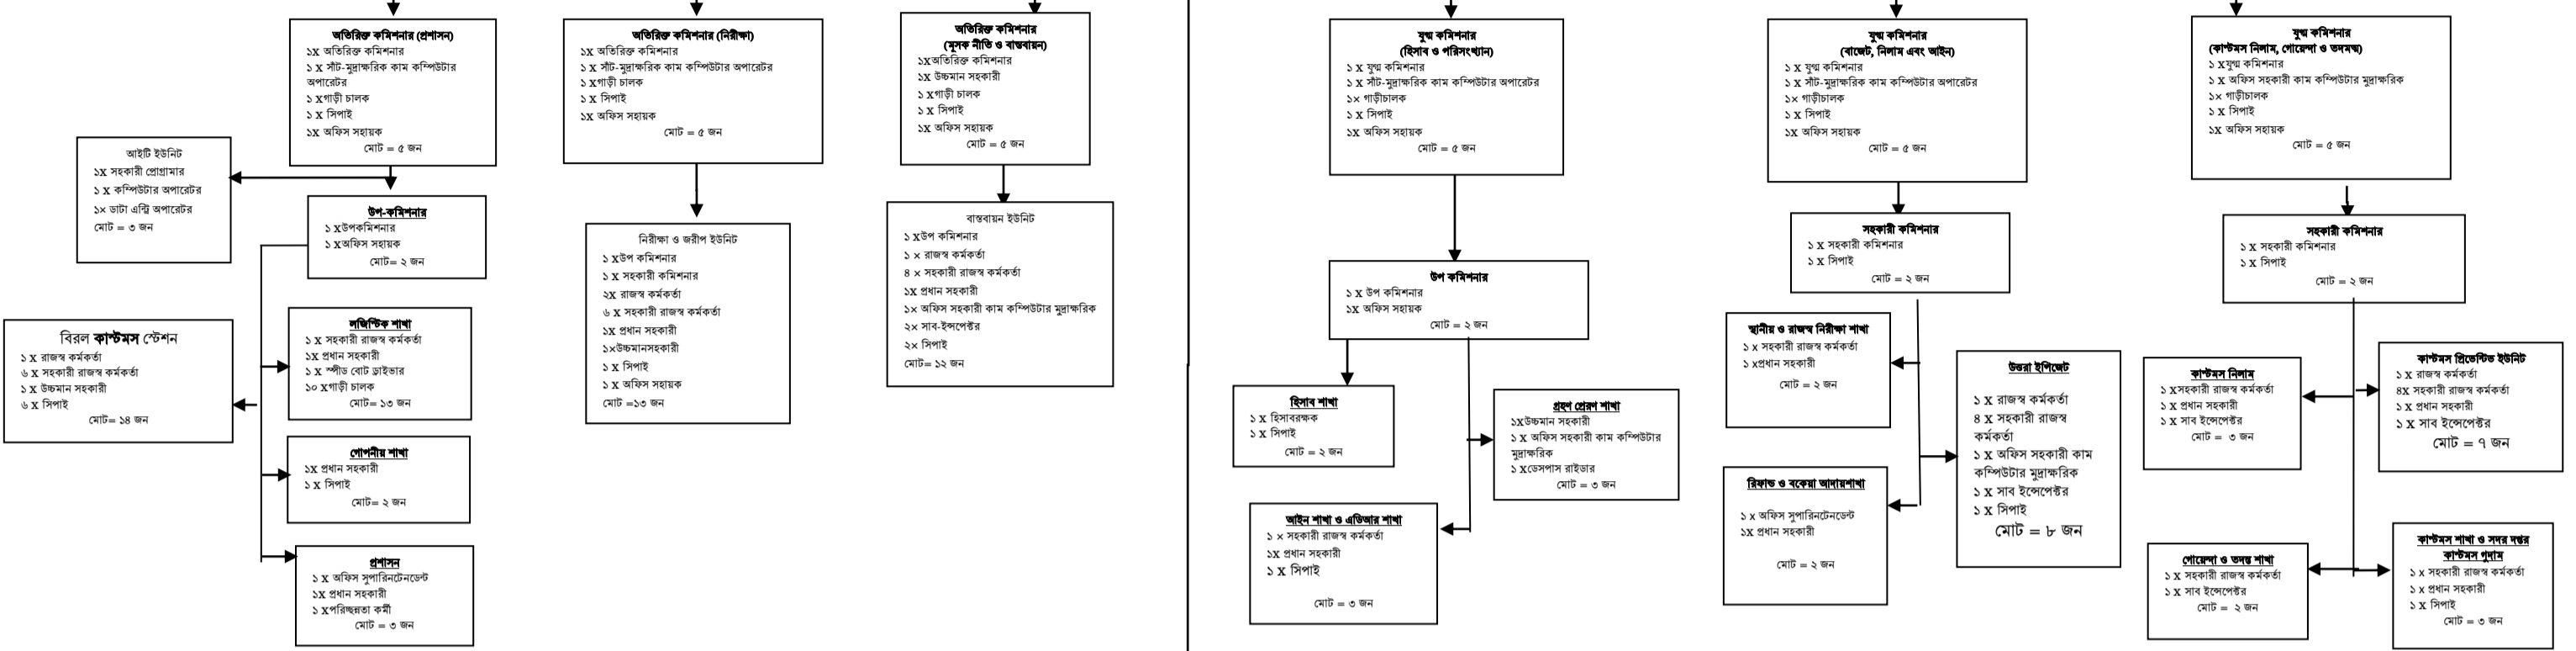 অতিরিক্ত কমিশনার (প্রশাসন)
১x অতিরিক্ত কমিশনার
১ x সাঁট-মুদ্রাক্ষরিক কাম কম্পিউটার
অপারেটর
১ xগাড়ী চালক
১ x সিপাই
১x অফিস সহায়ক
মোট = ৫ জন
আইটি ইউনিট
১x সহকারী প্রোগ্রামার
১ x কম্পিউটার অপারেটর
১× ডাটা এন্ট্রি অপারেটর
মোট = ৩ জন
উপ-কমিশনার
১ xউপকমিশনার
১ xঅফিস সহায়ক
মোট= ২ জন
বিরল কাস্টমস স্টেশন
১ x রাজস্ব কর্মকর্তা
৬ x সহকারী রাজস্ব কর্মকর্তা
১ x উচ্চমান সহকারী
৬ x সিপাই
মোট= ১৪ জন
লজিস্টিক শাখা
১ x সহকারী রাজস্ব কর্মকর্তা
১x প্রধান সহকারী
১ x স্পীড বোট ড্রাইভার
১০ xগাড়ী চালক
মোট= ১৩ জন
গোপনীয় শাখা
১x প্রধান সহকারী
১ x সিপাই
মোট= ২ জন
প্রশাসন
১ x অফিস সুপারিনটেনডেন্ট
১x প্রধান সহকারী
১ xপরিচ্ছন্নতা কর্মী
মোট = ৩ জন
অতিরিক্ত কমিশনার (নিরীক্ষা)
১x অতিরিক্ত কমিশনার
১ x সাঁট-মুদ্রাক্ষরিক কাম কম্পিউটার অপারেটর
১ xগাড়ী চালক
১ x সিপাই
১x অফিস সহায়ক
মোট = ৫ জন
নিরীক্ষা ও জরীপ ইউনিট
১ xউপ কমিশনার
১ x সহকারী কমিশনার
২x রাজস্ব কর্মকর্তা
৬ x সহকারী রাজস্ব কর্মকর্তা
১x প্রধান সহকারী
১×উচ্চমানসহকারী
১ x সিপাই
১ x অফিস সহায়ক
মোট =১৩ জন
অতিরিক্ত কমিশনার
(মুসক নীতি ও বাস্তবায়ন)
১xঅতিরিক্ত কমিশনার
১x উচ্চমান সহকারী
১ xগাড়ী চালক
১ x সিপাই
১x অফিস সহায়ক
মোট = ৫ জন
বাস্তবায়ন ইউনিট
১ xউপ কমিশনার
১ × রাজস্ব কর্মকর্তা
৪ × সহকারী রাজস্ব কর্মকর্তা
১x প্রধান সহকারী
১× অফিস সহকারী কাম কম্পিউটার মুদ্রাক্ষরিক
২× সাব-ইন্সপেক্টর
২× সিপাই
মোট= ১২ জন
যুগ্ম কমিশনার
(হিসাব ও পরিসংখ্যান)
১ x যুগ্ম কমিশনার
১ x সাঁট-মুদ্রাক্ষরিক কাম কম্পিউটার অপারেটর
১× গাড়ীচালক
১ x সিপাই
১x অফিস সহায়ক
মোট = ৫ জন
উপ কমিশনার
১ x উপ কমিশনার
১x অফিস সহায়ক
মোট = ২ জন
হিসাব শাখা
১ x হিসাবরক্ষক
১ x সিপাই
মোট = ২ জন
গ্রহণ প্রেরণ শাখা
১xউচ্চমান সহকারী
১ x অফিস সহকারী কাম কম্পিউটার
মুদ্রাক্ষরিক
১ xডেসপাস রাইডার
মোট = ৩ জন
আইন শাখা ও এডিআর শাখা
১ × সহকারী রাজস্ব কর্মকর্তা
১x প্রধান সহকারী
১ x সিপাই
মোট = ৩ জন
যুগ্ম কমিশনার
(বাজেট, নিলাম এবং আইন)
১ x যুগ্ম কমিশনার
১ x সাঁট-মুদ্রাক্ষরিক কাম কম্পিউটার অপারেটর
১× গাড়ীচালক
১ x সিপাই
১x অফিস সহায়ক
মোট = ৫ জন
সহকারী কমিশনার
১ x সহকারী কমিশনার
১ x সিপাই
মোট = ২ জন
স্থানীয় ও রাজস্ব নিরীক্ষা শাখা
১ x সহকারী রাজস্ব কর্মকর্তা
১ xপ্রধান সহকারী
মোট = ২ জন
রিফান্ড ও বকেয়া আদায়শাখা
১ x অফিস সুপারিনটেনডেন্ট
১x প্রধান সহকারী
মোট = ২ জন
উত্তরা ইপিজেট
১ x রাজস্ব কর্মকর্তা
৪ x সহকারী রাজস্ব
কর্মকর্তা
১ x অফিস সহকারী কাম
কম্পিউটার মুদ্রাক্ষরিক
১ x সাব ইন্সেপেক্টর
১ x সিপাই
মোট = ৮ জন
যুগ্ম কমিশনার
(কাস্টমস নিলাম, গোয়েন্দা ও তদমত্ম)
১ xযুগ্ম কমিশনার
১ x অফিস সহকারী কাম কম্পিউটার মুদ্রাক্ষরিক
১× গাড়ীচালক
১ x সিপাই
১x অফিস সহায়ক
মোট = ৫ জন
সহকারী কমিশনার
১ x সহকারী কমিশনার
১ x সিপাই
মোট = ২ জন
কাস্টমস নিলাম
১ xসহকারী রাজস্ব কর্মকর্তা
১ x প্রধান সহকারী
১ x সাব ইন্সেপেক্টর
মোট = ৩ জন
কাস্টমস প্রিভেন্টিভ ইউনিট
১ x রাজস্ব কর্মকর্তা
৪x সহকারী রাজস্ব কর্মকর্তা
১ x প্রধান সহকারী
১ x সাব ইন্সেপেক্টর
মোট = ৭ জন
গোয়েন্দা ও তদন্ত শাখা
১ x সহকারী রাজস্ব কর্মকর্তা
১ x সাব ইন্সেপেক্টর
মোট = ২ জন
কাস্টমস শাখা ও সদর দপ্তর
কাস্টমস গুদাম
১ x সহকারী রাজস্ব কর্মকর্তা
১ x প্রধান সহকারী
১ x সিপাই
মোট = ৩ জন